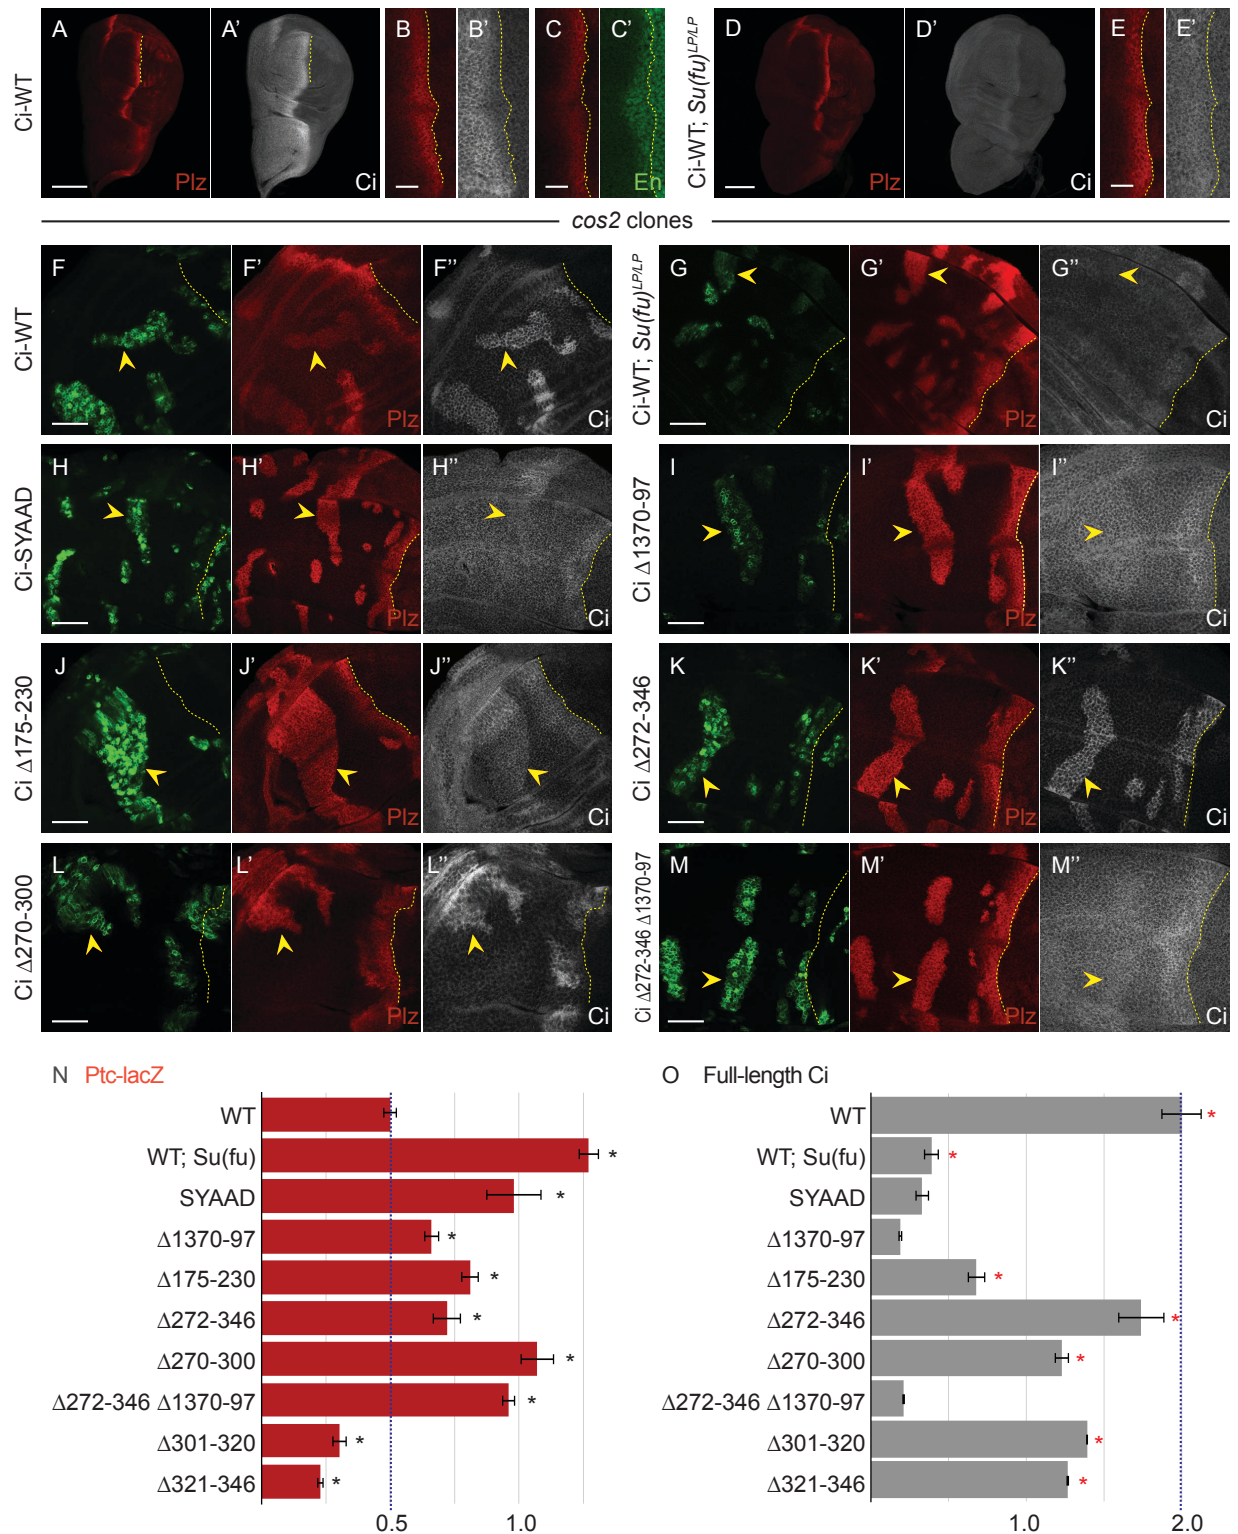 Ci-WT
A
Plz
A'
Ci
B
B'
C
C'
En
Ci-WT; Su(fu)LP/LP
D
Plz
D'
Ci
E
E'
cos2 clones
Ci-WT
F
F'
Plz
F''
Ci
Ci-WT; Su(fu)LP/LP
G
G'
Plz
G''
Ci
Ci-SYAAD
H
H'
Plz
H''
Ci
Ci Δ1370-97
I
I'
Plz
I''
Ci
Ci Δ175-230
J
J'
Plz
J''
Ci
Ci Δ272-346
K
K'
Plz
K''
Ci
Ci Δ270-300
L
L'
Plz
L''
Ci
Ci Δ272-346 Δ1370-97
M
M'
Plz
M''
Ci
N Ptc-lacZ
WT
*
WT; Su(fu) *
SYAAD *
Δ1370-97 *
Δ175-230 *
Δ272-346 *
Δ270-300 *
Δ272-346 Δ1370-97 *
Δ301-320 *
Δ321-346 *
0.5 1.0
O Full-length Ci
WT *
WT; Su(fu) *
SYAAD
Δ1370-97
Δ175-230 *
Δ272-346 *
Δ270-300 *
Δ272-346 Δ1370-97
Δ301-320 *
Δ321-346 *
1.0 2.0